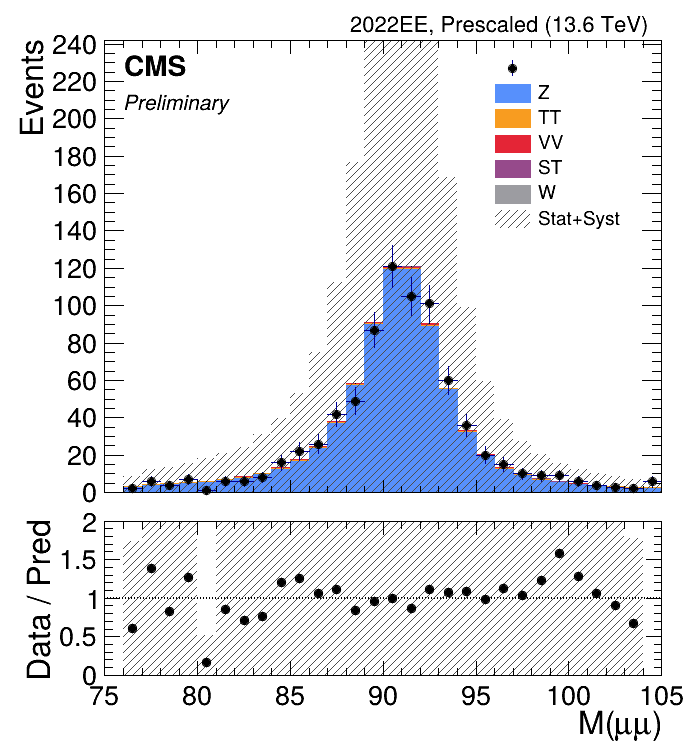 2022EE, Prescaled (13.6 TeV)
CMS
Preliminary
Events
240
220
200
180
160
140
120
100
80
60
40
20
0
Z
TT
VV
ST
W
Stat+Syst
Data / Pred
2
1.5
1
0.5
0
75 80 85 90 95 100 105
M(μμ)